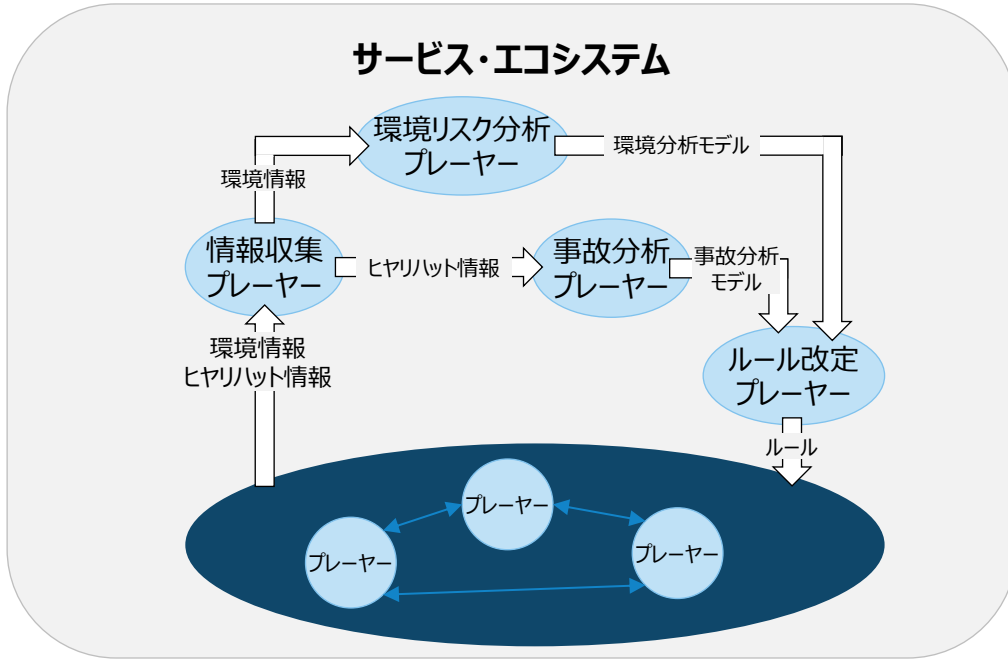 サービス・エコシステム
環境リスク分析
プレーヤー
環境分析モデル
環境情報
情報収集
プレーヤー
ヒヤリハット情報
事故分析
プレーヤー
事故分析
モデル
環境情報
ヒヤリハット情報
ルール改定
プレーヤー
ルール
プレーヤー
プレーヤー
プレーヤー